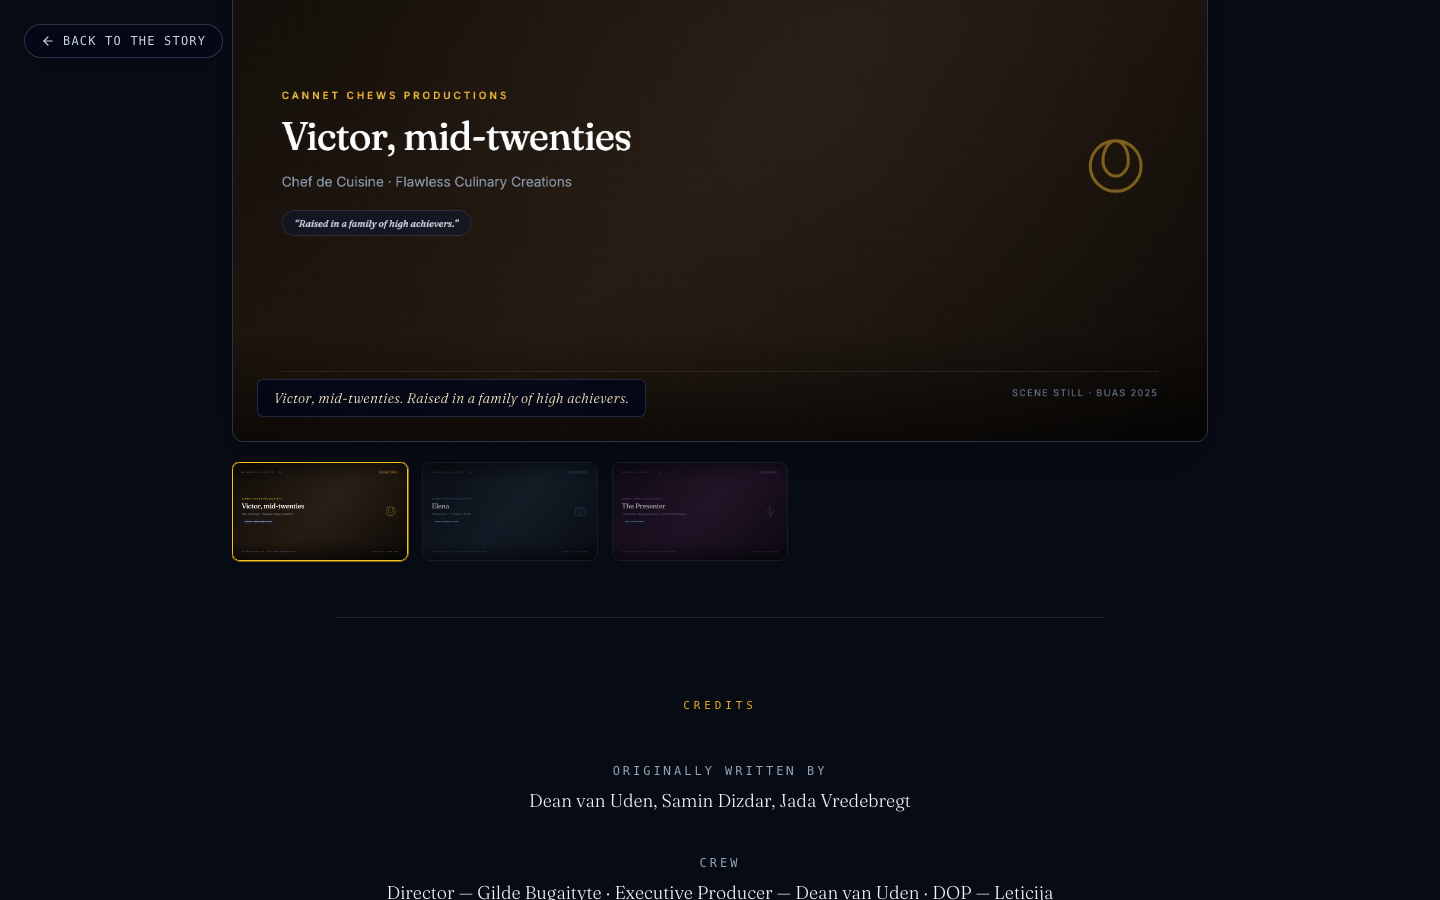 ← BACK TO THE STORY
CANNET CHEWS PRODUCTIONS
Victor, mid-twenties
Chef de Cuisine · Flawless Culinary Creations
“Raised in a family of high achievers.”
SCENE STILL · BUAS 2025
Victor, mid-twenties. Raised in a family of high achievers.
Victor, mid-twenties
Elena
The Presenter
CREDITS
ORIGINALLY WRITTEN BY
Dean van Uden, Samin Dizdar, Jada Vredebregt
CREW
Director — Gilde Bugaityte · Executive Producer — Dean van Uden · DOP — Leticija